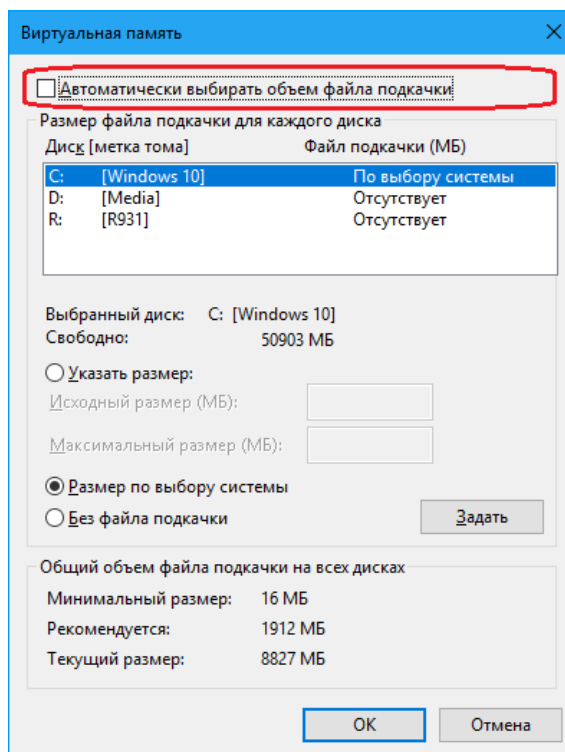 Виртуальная память
Автоматически выбирать объем файла подкачки
Размер файла подкачки для каждого диска
Диск [метка тома] Файл подкачки (МБ)
C: [Windows 10] По выбору системы
D: [Media] Отсутствует
R: [R931] Отсутствует
Выбранный диск: C: [Windows 10]
Свободно: 50903 МБ
Указать размер:
Исходный размер (МБ):
Максимальный размер (МБ):
Размер по выбору системы
Без файла подкачки
Задать
Общий объем файла подкачки на всех дисках
Минимальный размер: 16 МБ
Рекомендуется: 1912 МБ
Текущий размер: 8827 МБ
ОК Отмена